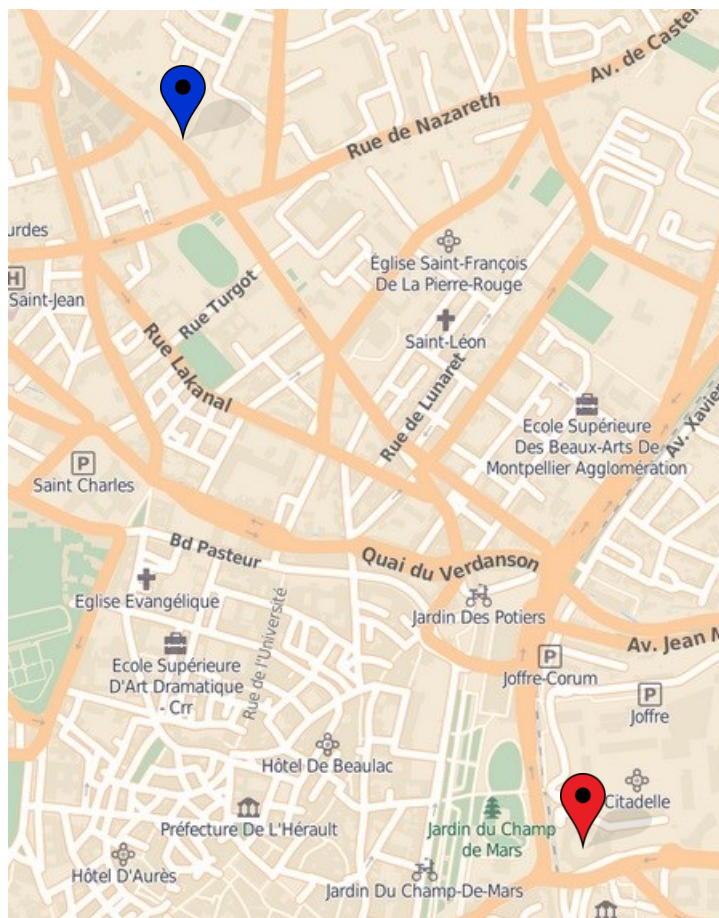 Av. de Castel
Rue de Nazareth
urdes
Église Saint-François
De La Pierre-Rouge
H
Saint-Jean
Rue Turgot
Saint-Léon
Rue Lakanal
Rue de Lunaret
Av. Xavie
Ecole Supérieure
Des Beaux-Arts De
Montpellier Agglomération
P
Saint Charles
Bd Pasteur
Quai du Verdanson
Eglise Evangélique
Rue de l'Université
Jardin Des Potiers
Av. Jean M
Ecole Supérieure
D'Art Dramatique
- Crr
P
Joffre-Corum
P
Joffre
Hôtel De Beaulac
Citadelle
Préfecture De L'Hérault
Jardin du Champ
de Mars
Hôtel D'Aurès
Jardin Du Champ-De-Mars